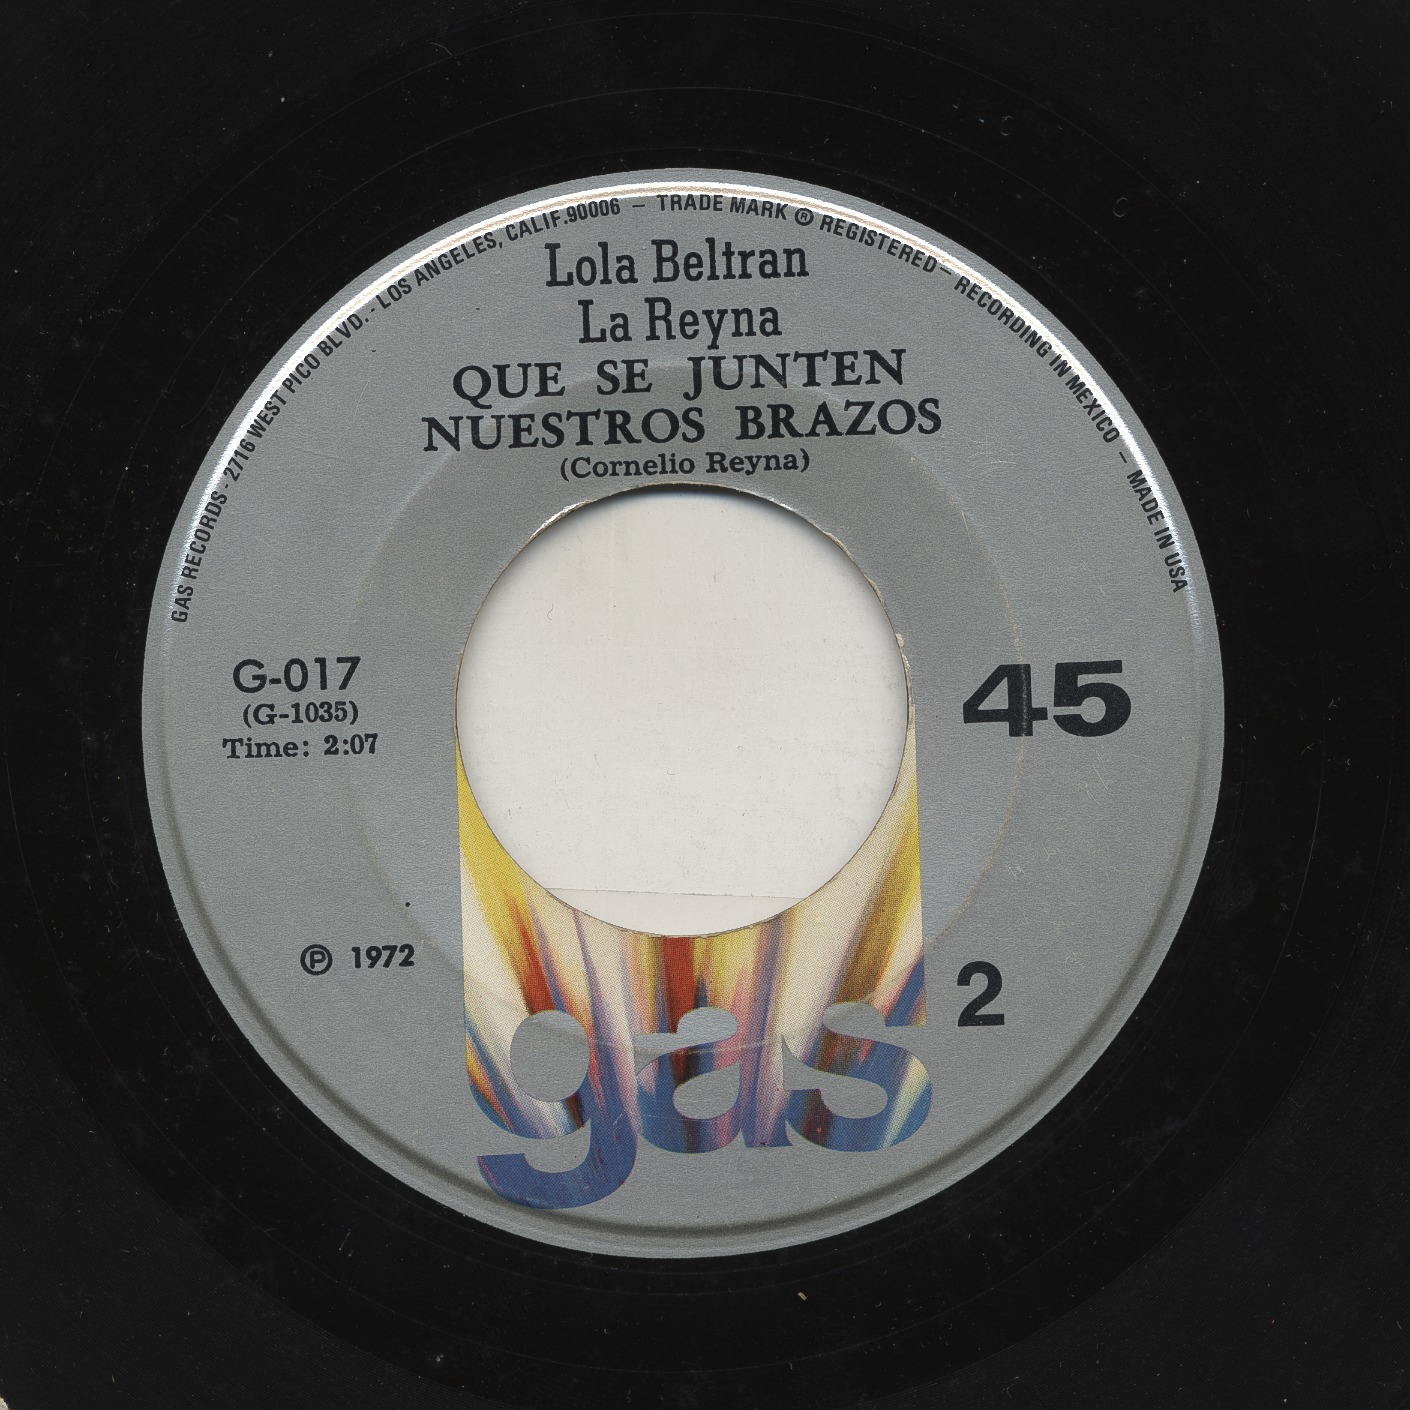 GAS RECORDS - 2716 WEST PICO BLVD. - LOS ANGELES, CALIF. 90006 — TRADE MARK ® REGISTERED — RECORDING IN MEXICO — MADE IN USA
Lola Beltran
La Reyna
QUE SE JUNTEN
NUESTROS BRAZOS
(Cornelio Reyna)
G-017
(G-1035)
Time: 2:07
45
℗ 1972
2
gas